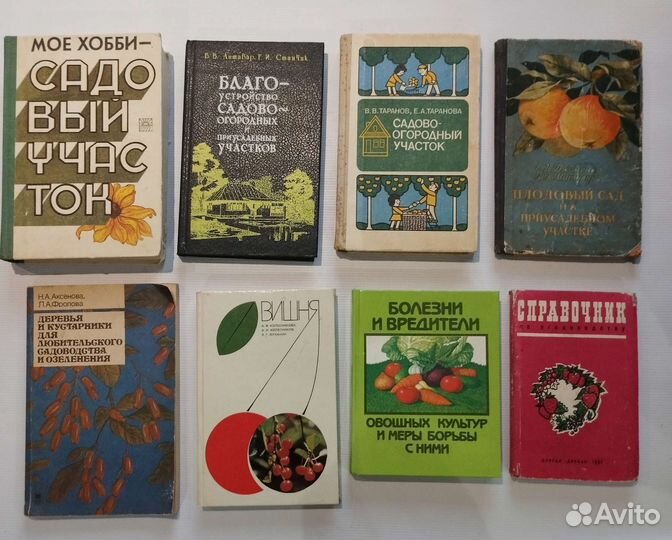 МОЕ ХОББИ—
САДО
ВЫЙ
УЧАС
ТОК
БЛАГО-
УСТРОЙСТВО
САДОВО-
ОГОРОДНЫХ
И
ПРИУСАДЕБНЫХ
УЧАСТКОВ
В.В.ТАРАНОВ, Е.А.ТАРАНОВА
САДОВО-
ОГОРОДНЫЙ
УЧАСТОК
ПЛОДОВЫЙ САД
НА
ПРИУСАДЕБНОМ
УЧАСТКЕ
Н.А.Аксенова,
Л.А.Фролова
ДЕРЕВЬЯ
И КУСТАРНИКИ
ДЛЯ
ЛЮБИТЕЛЬСКОГО
САДОВОДСТВА
И ОЗЕЛЕНЕНИЯ
ВИШНЯ
БОЛЕЗНИ
И ВРЕДИТЕЛИ
ОВОЩНЫХ КУЛЬТУР
И МЕРЫ БОРЬБЫ
С НИМИ
СПРАВОЧНИК
Avito